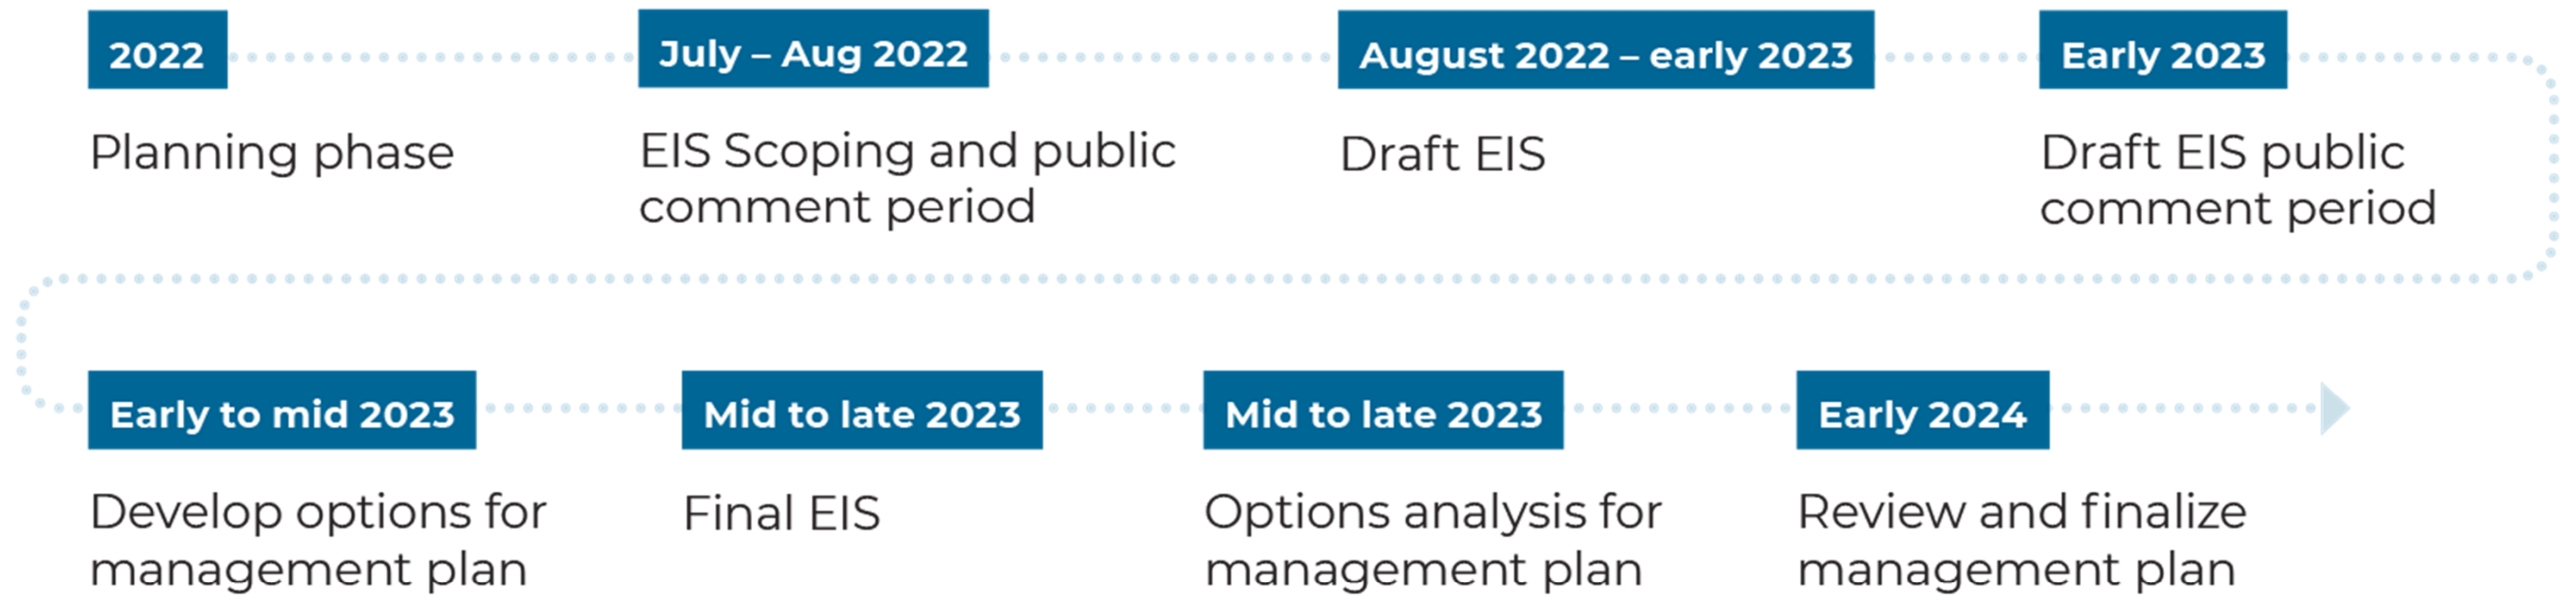 2022
Planning phase
July – Aug 2022
EIS Scoping and public
comment period
August 2022 – early 2023
Draft EIS
Early 2023
Draft EIS public
comment period
Early to mid 2023
Develop options for
management plan
Mid to late 2023
Final EIS
Mid to late 2023
Options analysis for
management plan
Early 2024
Review and finalize
management plan